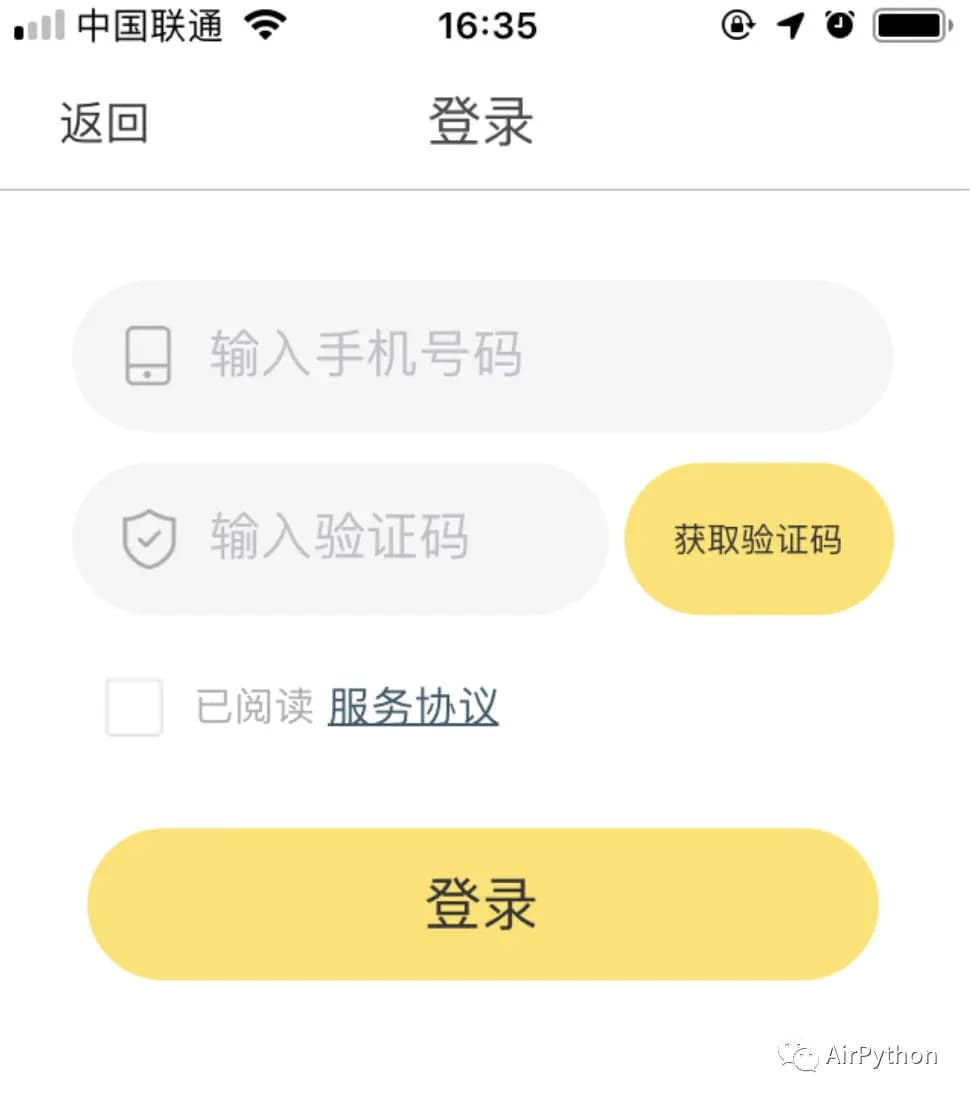 中国联通 16:35
返回 登录
输入手机号码
输入验证码 获取验证码
已阅读 服务协议
登录
AirPython